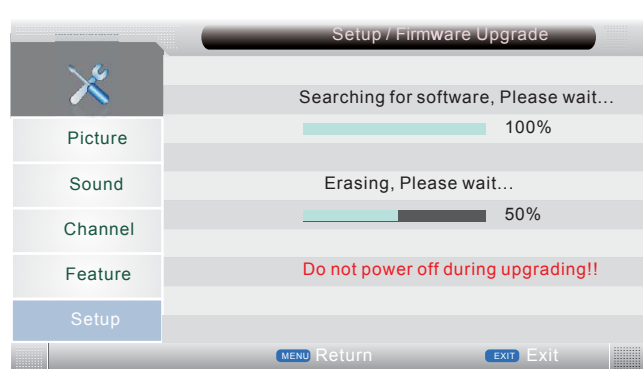 Setup / Firmware Upgrade
Searching for software, Please wait...
100%
Picture
Sound
Erasing, Please wait...
50%
Channel
Feature
Do not power off during upgrading!!
Setup
MENU Return
EXIT Exit